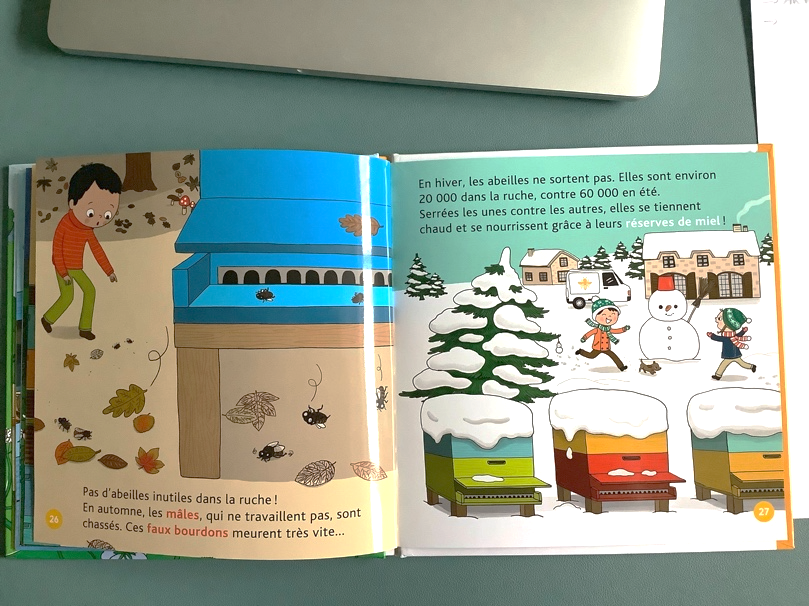 Pas d'abeilles inutiles dans la ruche !
En automne, les mâles, qui ne travaillent pas, sont
chassés. Ces faux bourdons meurent très vite...
26
En hiver, les abeilles ne sortent pas. Elles sont environ
20 000 dans la ruche, contre 60 000 en été.
Serrées les unes contre les autres, elles se tiennent
chaud et se nourrissent grâce à leurs réserves de miel !
27